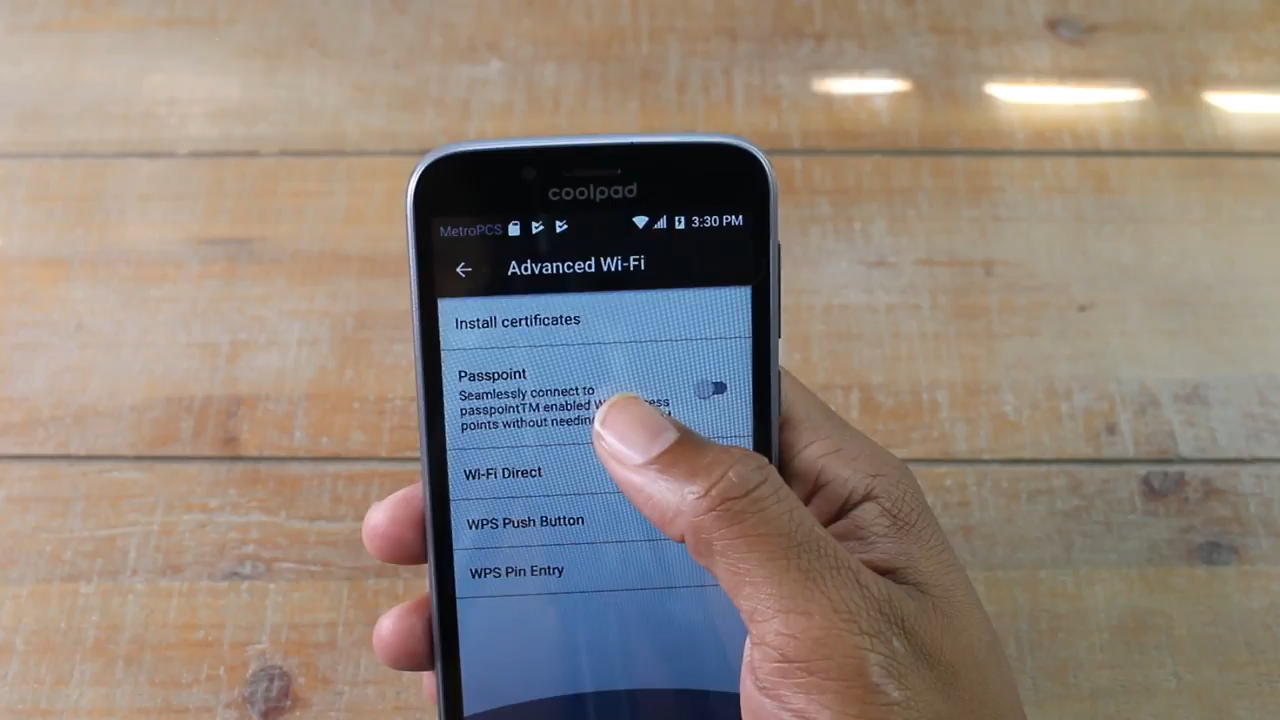 coolpad
MetroPCS 3:30 PM
Advanced Wi-Fi
Install certificates
Passpoint
Seamlessly connect to
passpointTM enabled
points without needing
Wi-Fi Direct
WPS Push Button
WPS Pin Entry